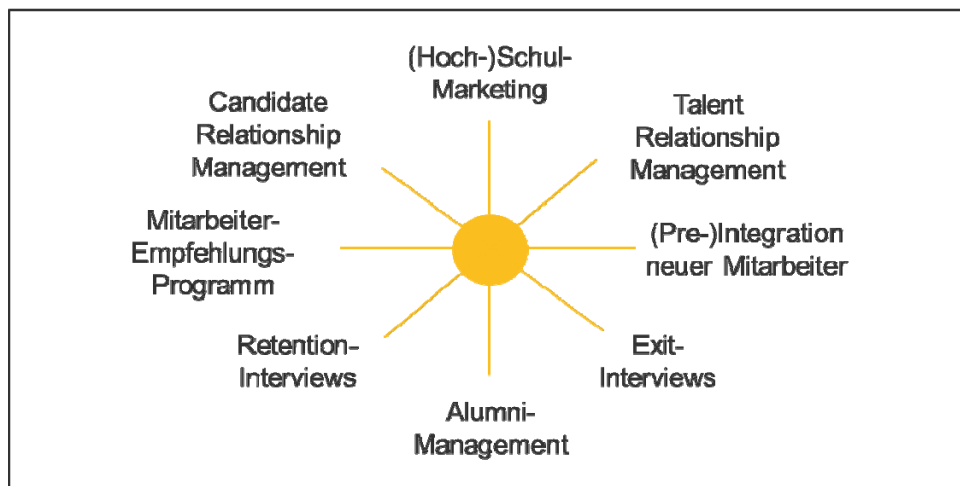 (Hoch-)Schul-
Marketing
Candidate
Relationship
Management
Talent
Relationship
Management
Mitarbeiter-
Empfehlungs-
Programm
(Pre-)Integration
neuer Mitarbeiter
Retention-
Interviews
Exit-
Interviews
Alumni-
Management